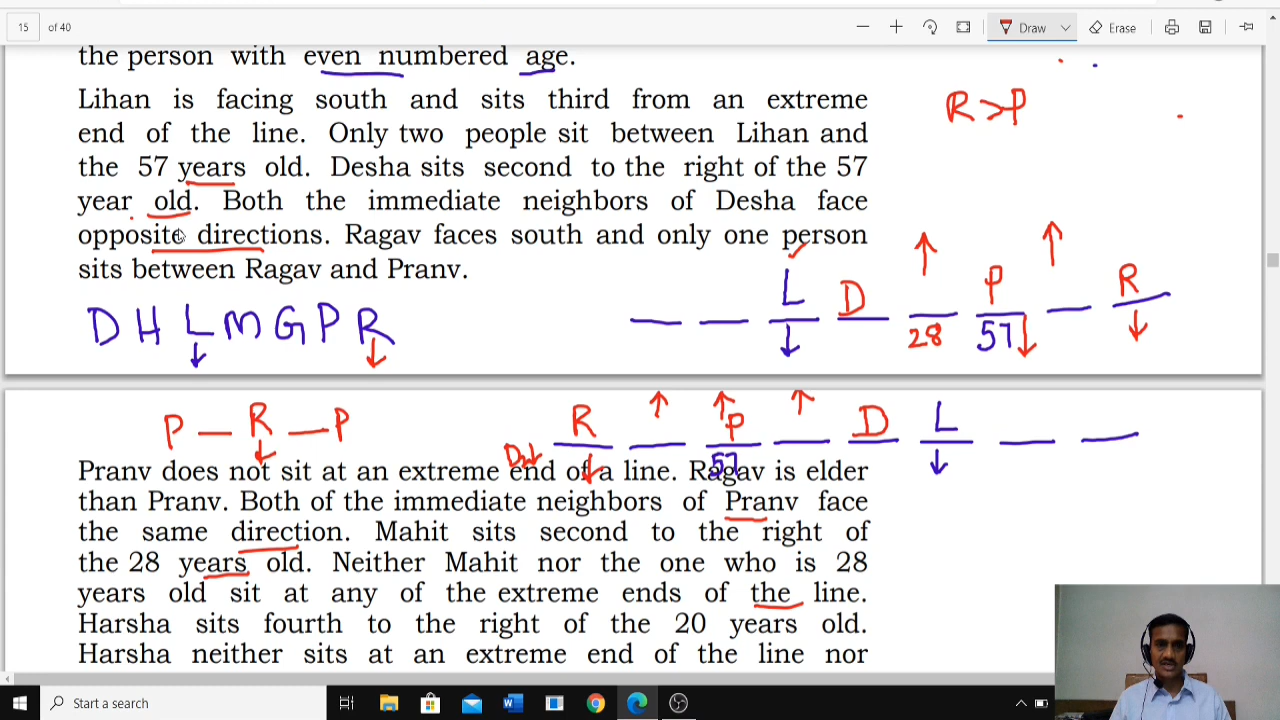 15 of 40 Draw Erase
the person with even numbered age.
Lihan is facing south and sits third from an extreme
end of the line. Only two people sit between Lihan and
the 57 years old. Desha sits second to the right of the 57
year old. Both the immediate neighbors of Desha face
opposite directions. Ragav faces south and only one person
sits between Ragav and Pranv.
R>P
L D P R
28 57
D H L M G P R
P — R — P
R P D L
57
Pranv does not sit at an extreme end of a line. Ragav is elder
than Pranv. Both of the immediate neighbors of Pranv face
the same direction. Mahit sits second to the right of
the 28 years old. Neither Mahit nor the one who is 28
years old sit at any of the extreme ends of the line.
Harsha sits fourth to the right of the 20 years old.
Harsha neither sits at an extreme end of the line nor
Start a search